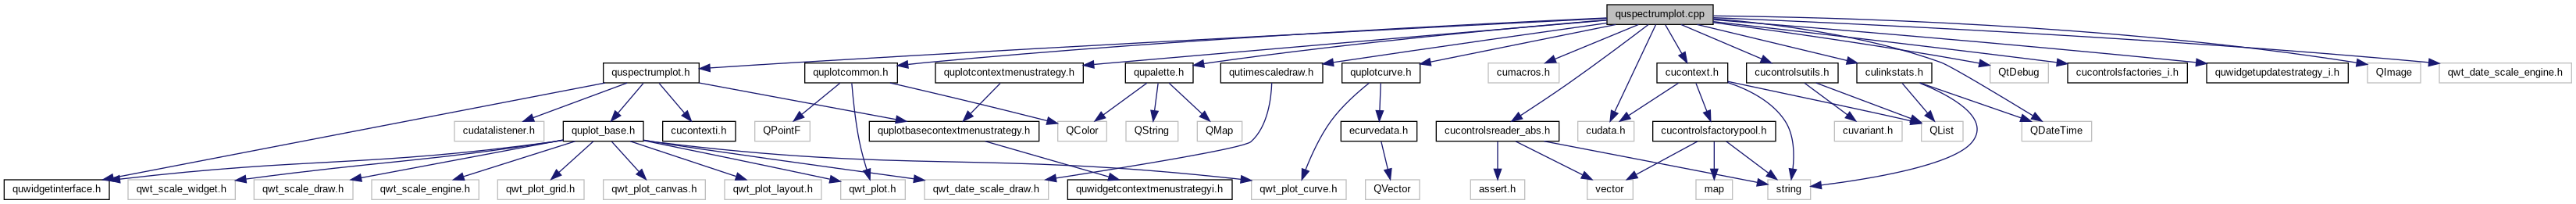 quspectrumplot.cpp
quspectrumplot.h
quplotcommon.h
quplotcontextmenustrategy.h
qupalette.h
qutimescaledraw.h
quplotcurve.h
cumacros.h
cucontext.h
cucontrolsutils.h
culinkstats.h
QtDebug
cucontrolsfactories_i.h
quwidgetupdatestrategy_i.h
QImage
qwt_date_scale_engine.h
cudatalistener.h
quplot_base.h
cucontexti.h
QPointF
quplotbasecontextmenustrategy.h
QColor
QString
QMap
ecurvedata.h
cucontrolsreader_abs.h
cudata.h
cucontrolsfactorypool.h
cuvariant.h
QList
QDateTime
quwidgetinterface.h
qwt_scale_widget.h
qwt_scale_draw.h
qwt_scale_engine.h
qwt_plot_grid.h
qwt_plot_canvas.h
qwt_plot_layout.h
qwt_plot.h
qwt_date_scale_draw.h
quwidgetcontextmenustrategyi.h
qwt_plot_curve.h
QVector
assert.h
vector
map
string